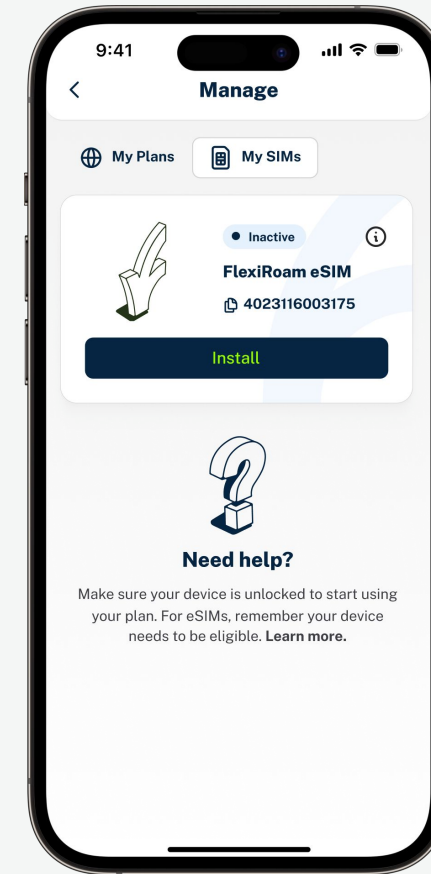 9:41
Manage
My Plans
My SIMs
Inactive
FlexiRoam eSIM
4023116003175
Install
Need help?
Make sure your device is unlocked to start using
your plan. For eSIMs, remember your device
needs to be eligible. Learn more.